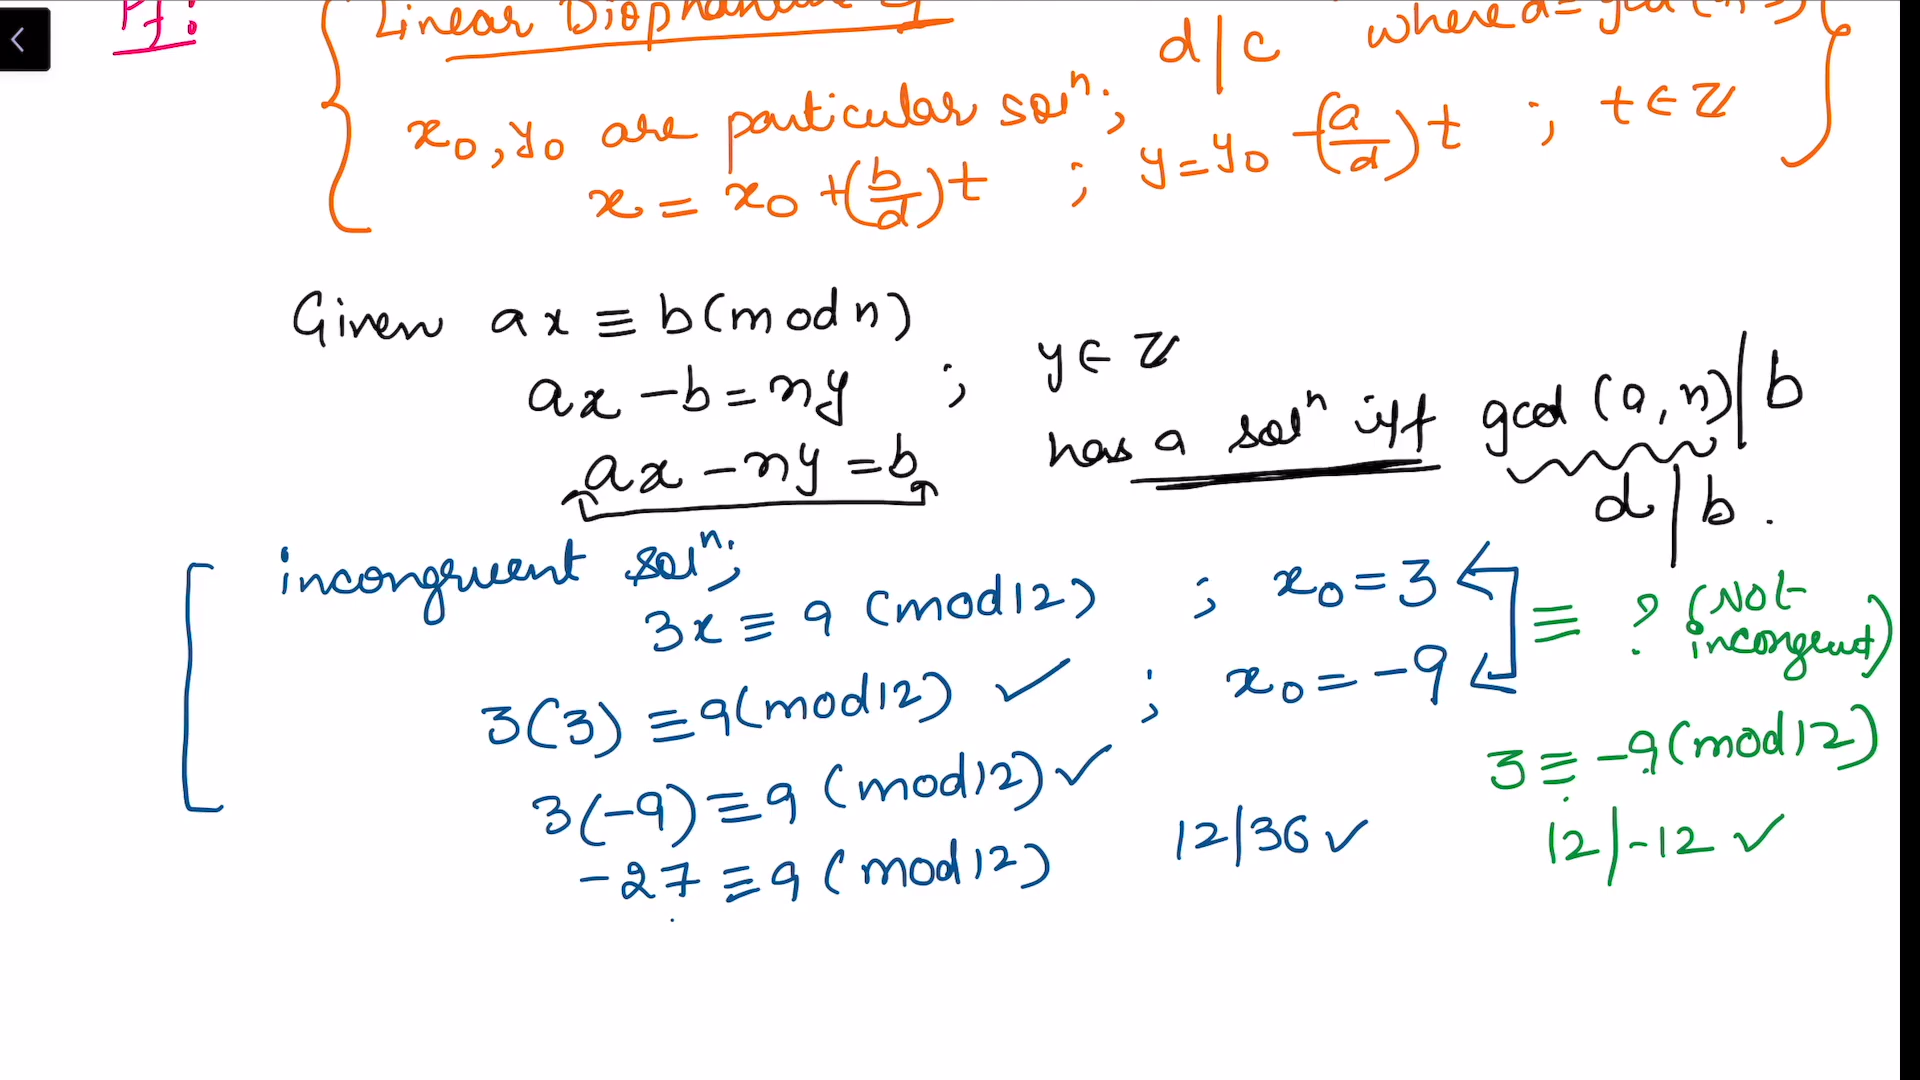 Pf:
Linear Diophantine
d|c where d = gcd(
x₀, y₀ are particular solⁿ;
x = x₀ + (b/d)t ; y = y₀ - (a/d)t ; t ∈ ℤ
Given ax ≡ b(mod n)
ax - b = ny ; y ∈ ℤ
ax - ny = b has a solⁿ iff gcd (a, n) | b
d | b .
incongruent solⁿ;
3x ≡ 9 (mod 12) ; x₀ = 3
≡ ? (Not incongruent)
3(3) ≡ 9(mod 12) ✓ ; x₀ = -9
3 ≡ -9(mod 12)
3(-9) ≡ 9 (mod 12) ✓
12|36 ✓ 12|-12 ✓
-27 ≡ 9 (mod 12)